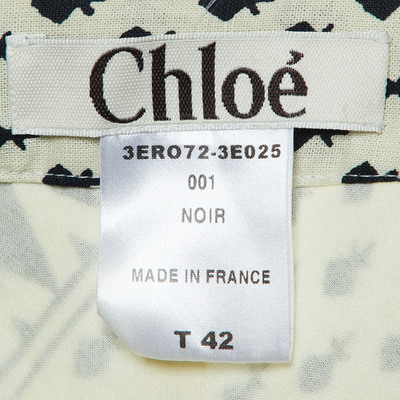 Chloé
3ERO72-3E025
001
NOIR
MADE IN FRANCE
T 42